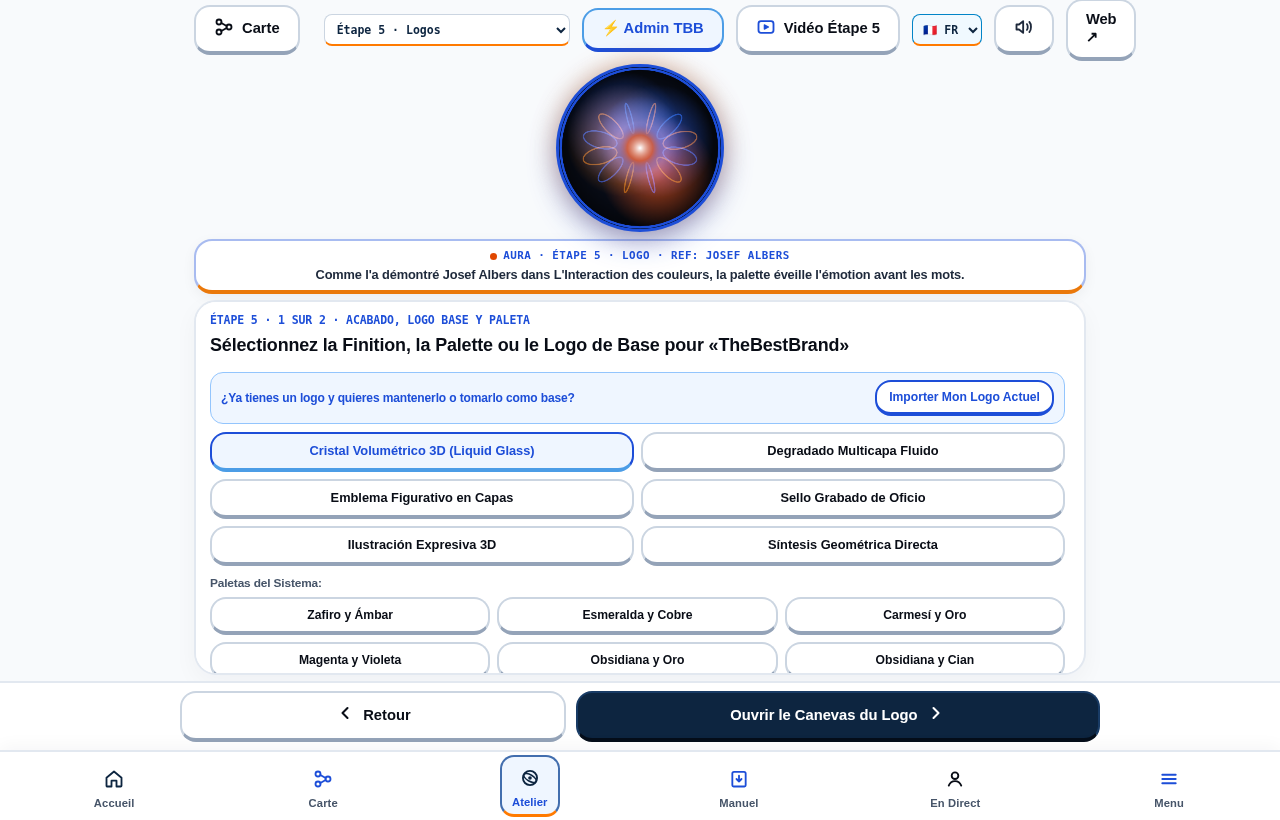 Carte
Étape 5 · Logos
⚡ Admin TBB
Vidéo Étape 5
🇫🇷 FR
Web ↗
AURA · ÉTAPE 5 · LOGO · REF: JOSEF ALBERS
Comme l'a démontré Josef Albers dans L'Interaction des couleurs, la palette éveille l'émotion avant les mots.
ÉTAPE 5 · 1 SUR 2 · ACABADO, LOGO BASE Y PALETA
Sélectionnez la Finition, la Palette ou le Logo de Base pour «TheBestBrand»
¿Ya tienes un logo y quieres mantenerlo o tomarlo como base?
Importer Mon Logo Actuel
Cristal Volumétrico 3D (Liquid Glass)
Degradado Multicapa Fluido
Emblema Figurativo en Capas
Sello Grabado de Oficio
Ilustración Expresiva 3D
Síntesis Geométrica Directa
Paletas del Sistema:
Zafiro y Ámbar
Esmeralda y Cobre
Carmesí y Oro
Magenta y Violeta
Obsidiana y Oro
Obsidiana y Cian
Retour
Ouvrir le Canevas du Logo
Accueil
Carte
Atelier
Manuel
En Direct
Menu